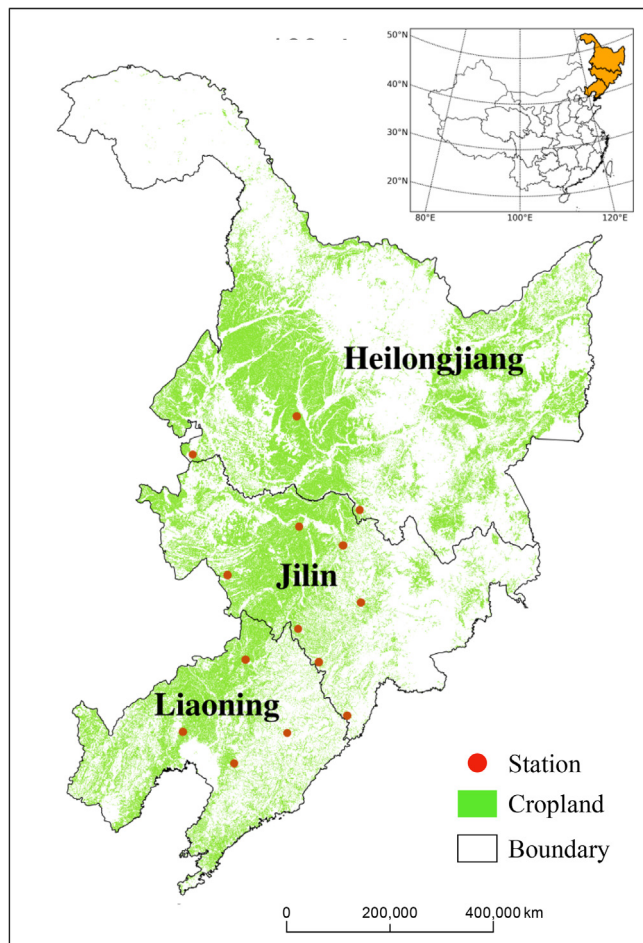 50°N
40°N
30°N
20°N
80°E 100°E 120°E
Heilongjiang
Jilin
Liaoning
Station
Cropland
Boundary
0 200,000 400,000 km